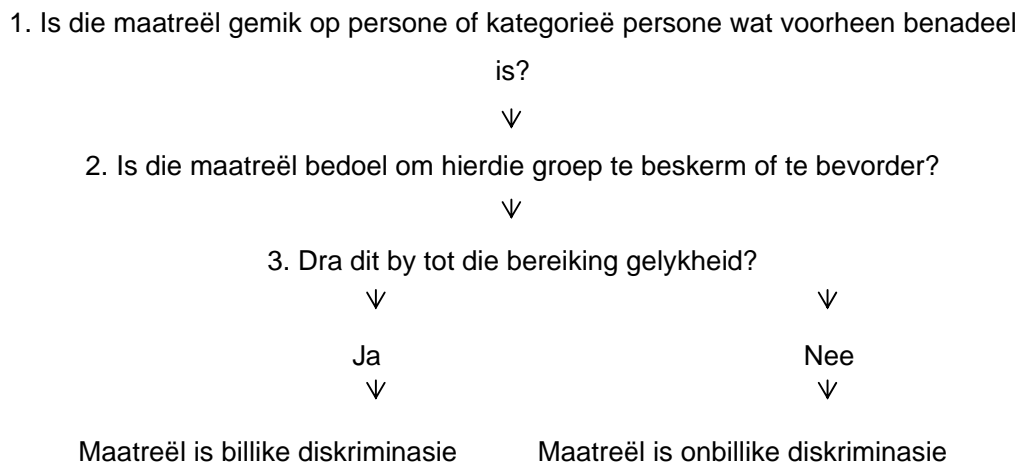 1. Is die maatreël gemik op persone of kategorieë persone wat voorheen benadeel
is?
2. Is die maatreël bedoel om hierdie groep te beskerm of te bevorder?
3. Dra dit by tot die bereiking gelykheid?
Ja Nee
Maatreël is billike diskriminasie Maatreël is onbillike diskriminasie